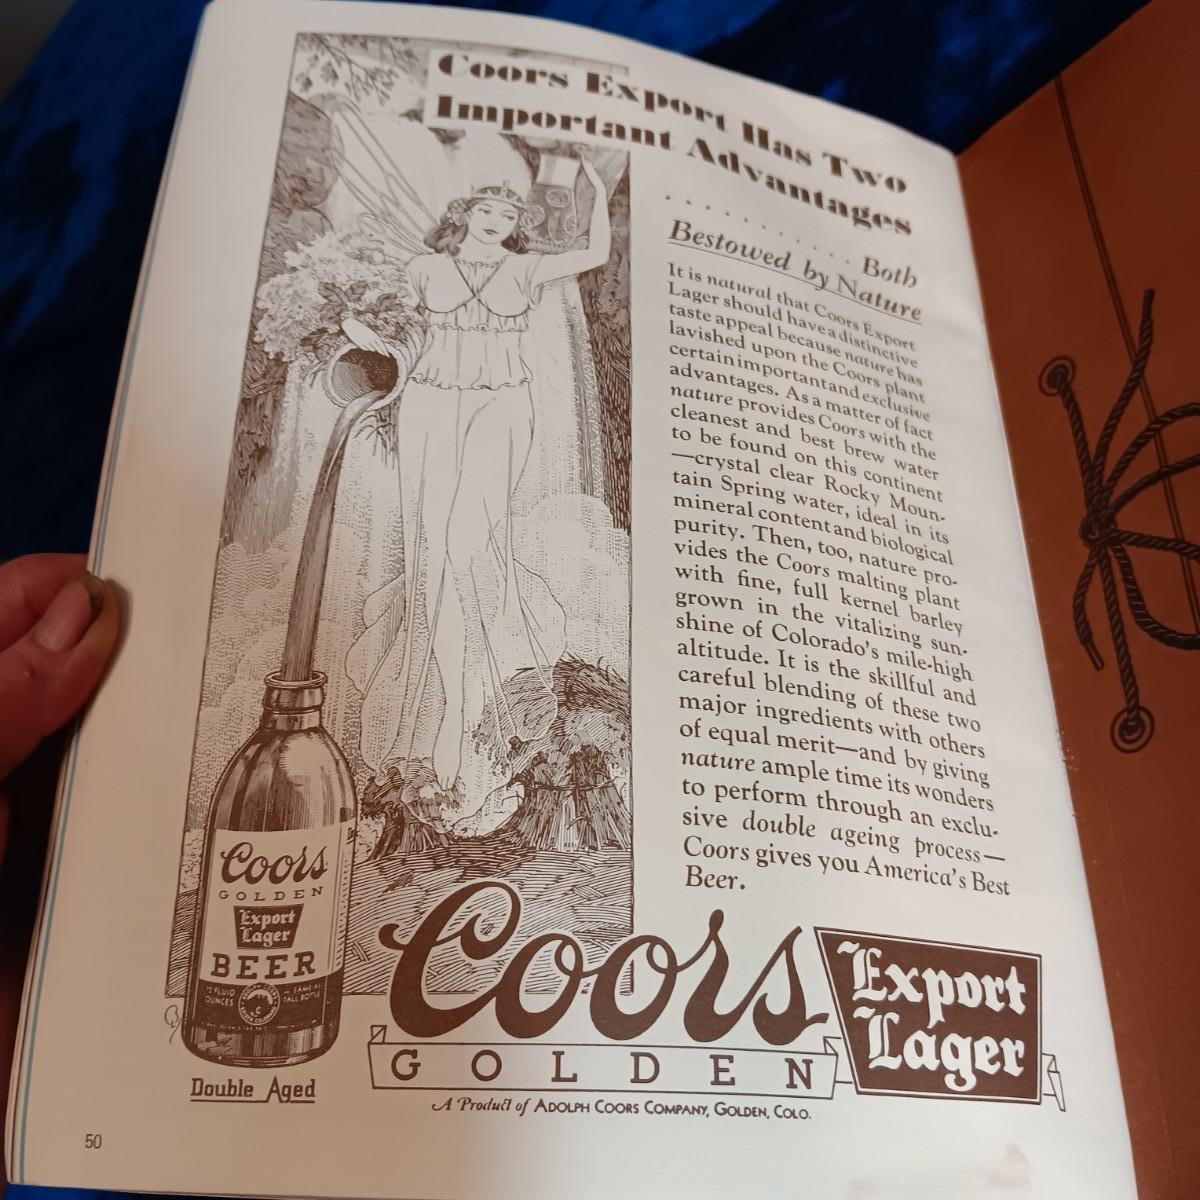 Coors Export Has Two
Important Advantages
. . . . . . . . . . . Both
Bestowed by Nature
It is natural that Coors Export
Lager should have a distinctive
taste appeal because nature has
lavished upon the Coors plant
certain important and exclusive
advantages. As a matter of fact
nature provides Coors with the
cleanest and best brew water
to be found on this continent
—crystal clear Rocky Moun-
tain Spring water, ideal in its
mineral content and biological
purity. Then, too, nature pro-
vides the Coors malting plant
with fine, full kernel barley
grown in the vitalizing sun-
shine of Colorado's mile-high
altitude. It is the skillful and
careful blending of these two
major ingredients with others
of equal merit—and by giving
nature ample time its wonders
to perform through an exclu-
sive double ageing process—
Coors gives you America's Best
Beer.
Coors
GOLDEN
Export
Lager
BEER
12 FLUID
OUNCES
SAME AS
TALL BOTTLE
Double Aged
Coors
GOLDEN
Export
Lager
A Product of ADOLPH COORS COMPANY, GOLDEN, COLO.
50